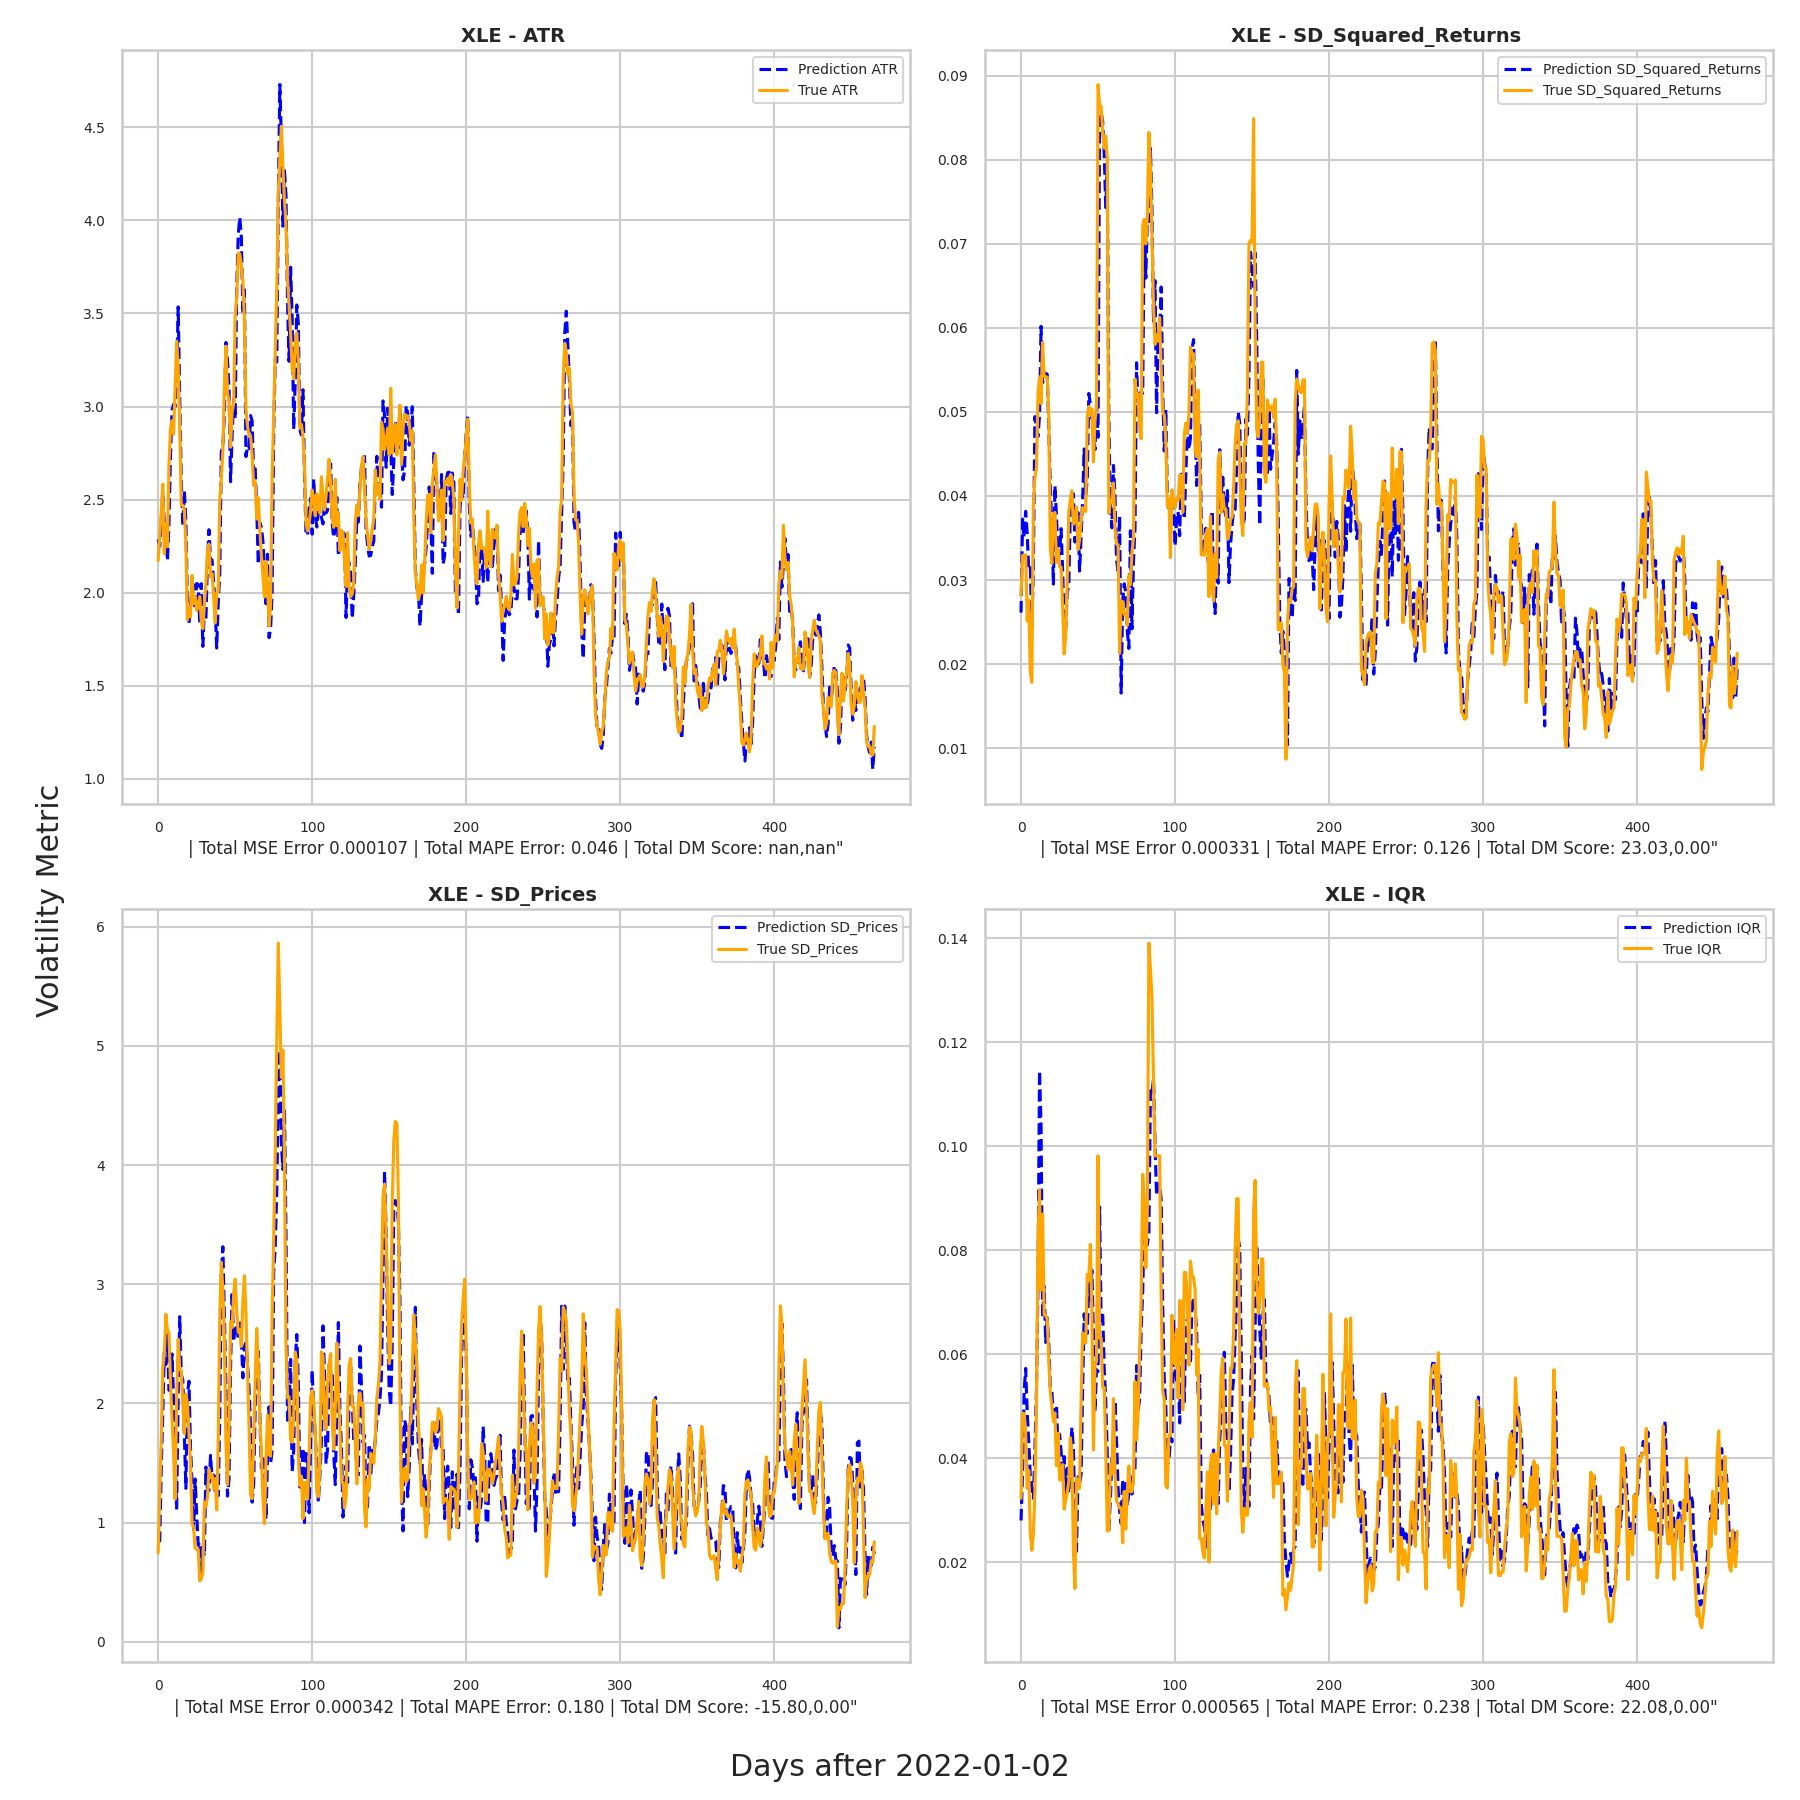 XLE - ATR
Prediction ATR
True ATR
4.5
4.0
3.5
3.0
2.5
2.0
1.5
1.0
0 100 200 300 400
| Total MSE Error 0.000107 | Total MAPE Error: 0.046 | Total DM Score: nan,nan"
XLE - SD_Squared_Returns
Prediction SD_Squared_Returns
True SD_Squared_Returns
0.09
0.08
0.07
0.06
0.05
0.04
0.03
0.02
0.01
0 100 200 300 400
| Total MSE Error 0.000331 | Total MAPE Error: 0.126 | Total DM Score: 23.03,0.00"
Volatility Metric
XLE - SD_Prices
Prediction SD_Prices
True SD_Prices
6
5
4
3
2
1
0
0 100 200 300 400
| Total MSE Error 0.000342 | Total MAPE Error: 0.180 | Total DM Score: -15.80,0.00"
XLE - IQR
Prediction IQR
True IQR
0.14
0.12
0.10
0.08
0.06
0.04
0.02
0 100 200 300 400
| Total MSE Error 0.000565 | Total MAPE Error: 0.238 | Total DM Score: 22.08,0.00"
Days after 2022-01-02